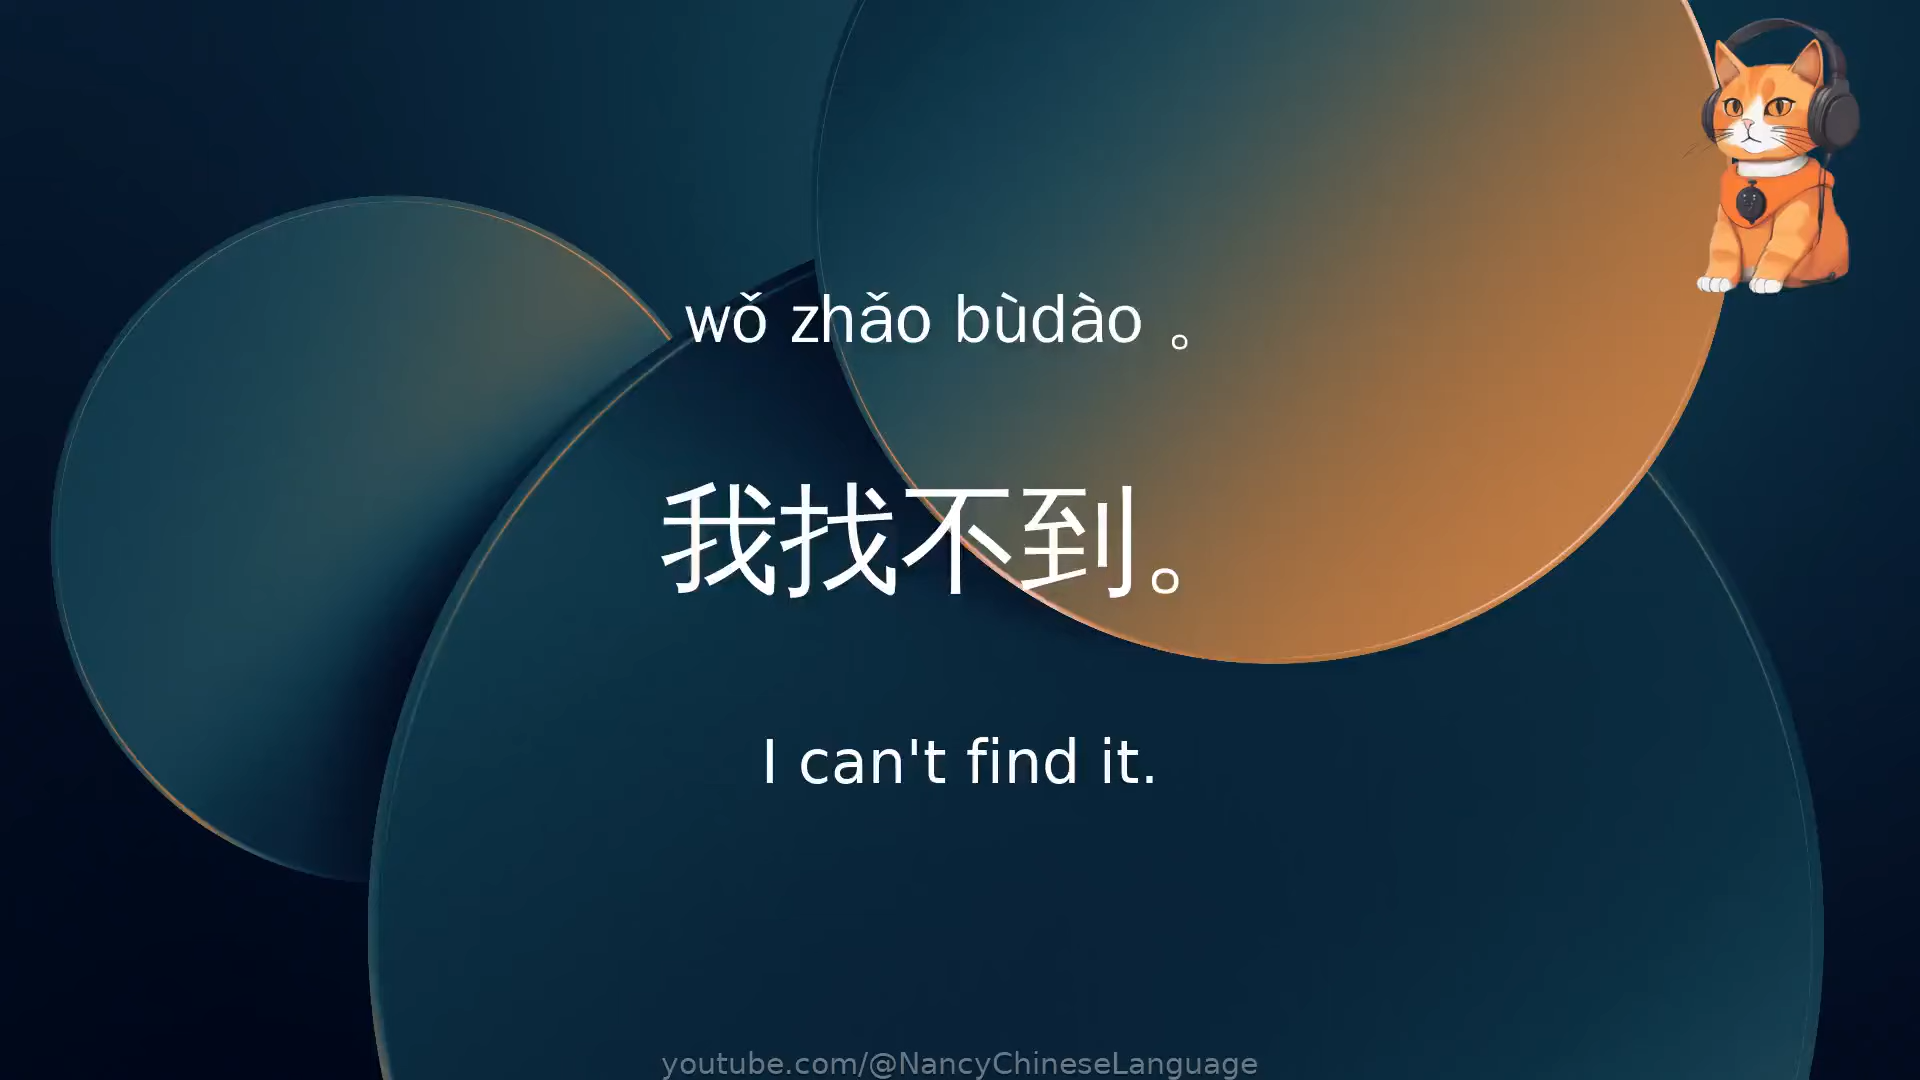 wǒ zhǎo bùdào 。
我找不到。
I can't find it.
youtube.com/@NancyChineseLanguage